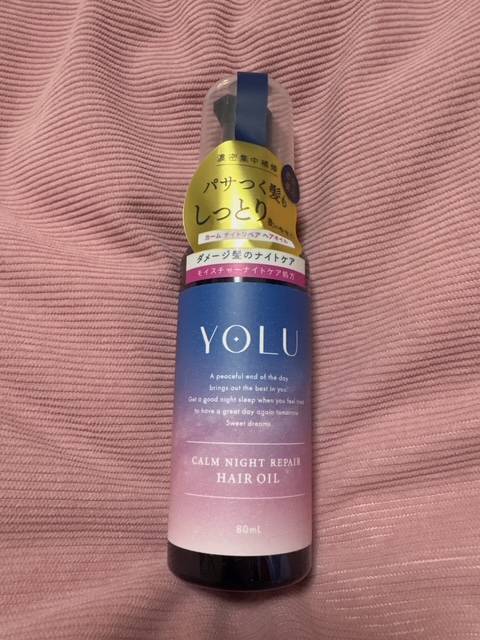 濃密集中補修
パサつく髪も
しっとり
カーム ナイトリペア ヘアオイル
ダメージ髪のナイトケア
モイスチャーナイトケア処方
YOLU
A peaceful end of the day
brings out the best in you.
Get a good night sleep when you feel tired
to have a great day again tomorrow
Sweet dreams.
CALM NIGHT REPAIR
HAIR OIL
80mL